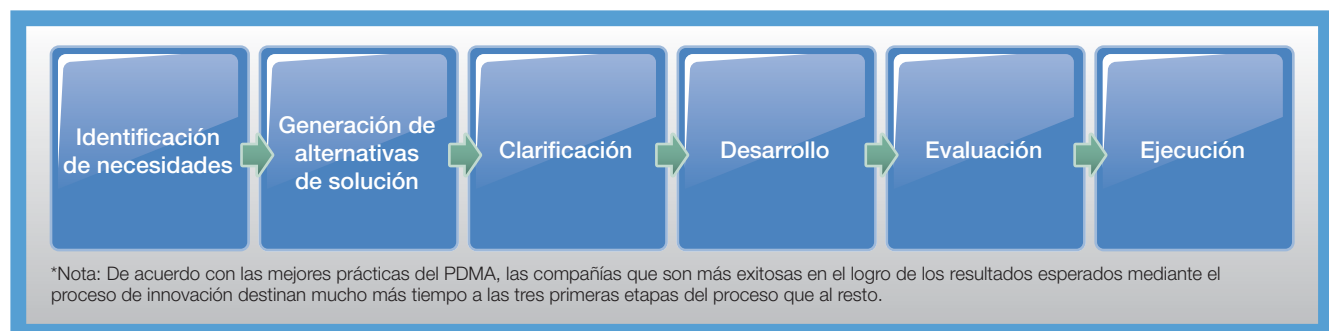 Identificación
de necesidades
Generación de
alternativas
de solución
Clarificación
Desarrollo
Evaluación
Ejecución
*Nota: De acuerdo con las mejores prácticas del PDMA, las compañías que son más exitosas en el logro de los resultados esperados mediante el
proceso de innovación destinan mucho más tiempo a las tres primeras etapas del proceso que al resto.